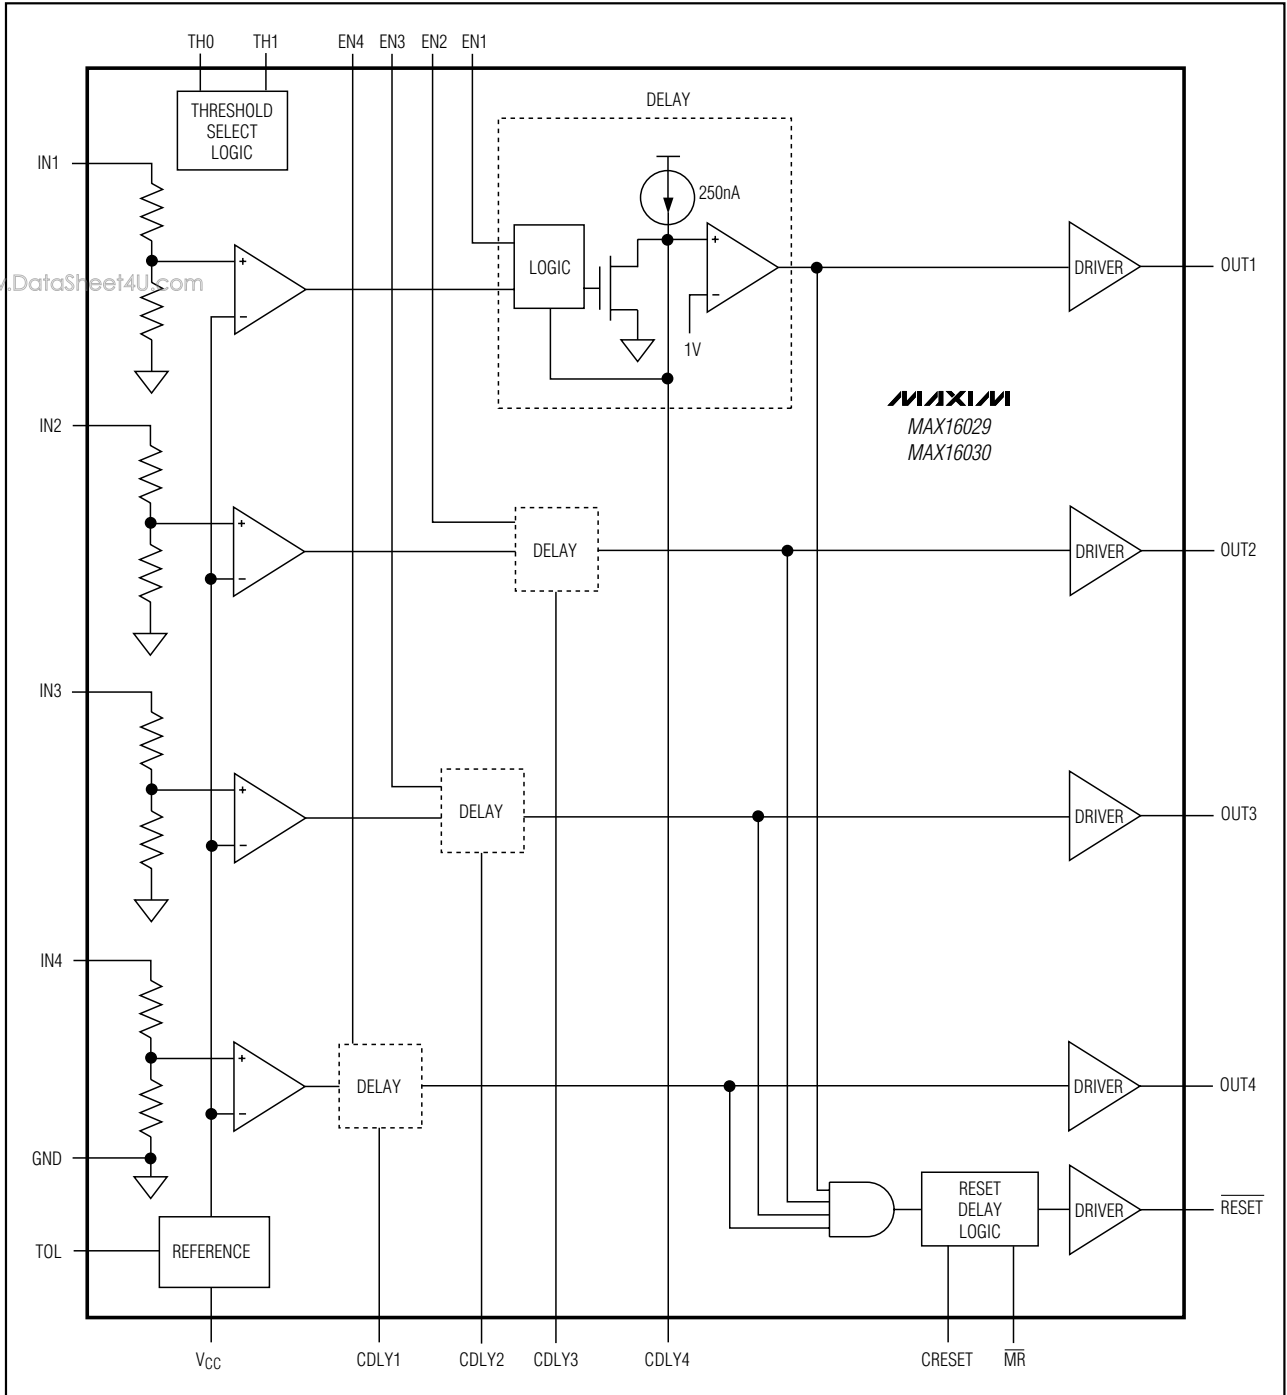 TH0 TH1 EN4 EN3 EN2 EN1
THRESHOLD
SELECT
LOGIC
DELAY
IN1
250nA
+
LOGIC
+
–
1V
DRIVER
OUT1
.DataSheet4U.com
–
MAXIM
MAX16029
MAX16030
IN2
+
–
DELAY
DRIVER
OUT2
IN3
+
–
DELAY
DRIVER
OUT3
IN4
+
–
DELAY
DRIVER
OUT4
GND
RESET
DELAY
LOGIC
DRIVER
RESET
TOL
REFERENCE
VCC CDLY1 CDLY2 CDLY3 CDLY4 CRESET MR